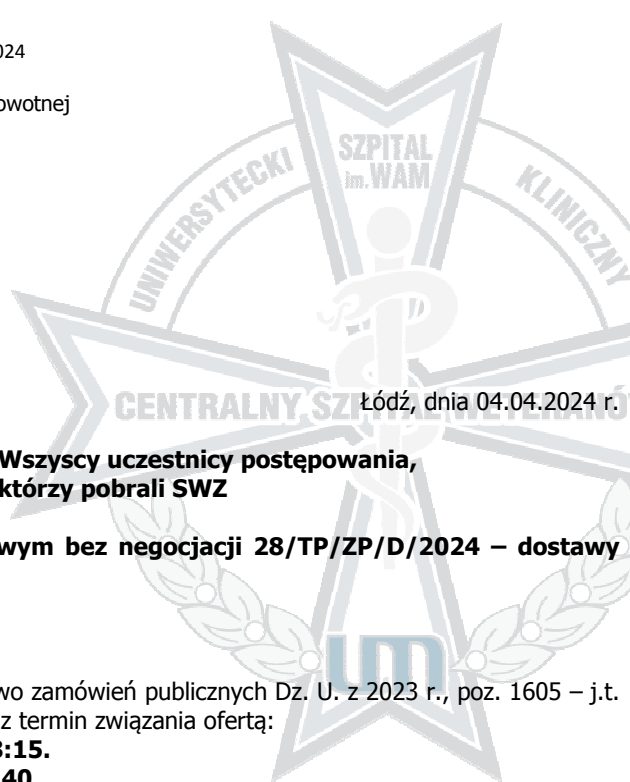 024
owotnej
SZPITAL
im. WAM
UNIWERSYTECKI
KLINICZNY
CENTRALNY
Łódź, dnia 04.04.2024 r.
Wszyscy uczestnicy postępowania,
którzy pobrali SWZ
wym bez negocjacji 28/TP/ZP/D/2024 – dostawy
wo zamówień publicznych Dz. U. z 2023 r., poz. 1605 – j.t.
z termin związania ofertą:
:15.
40